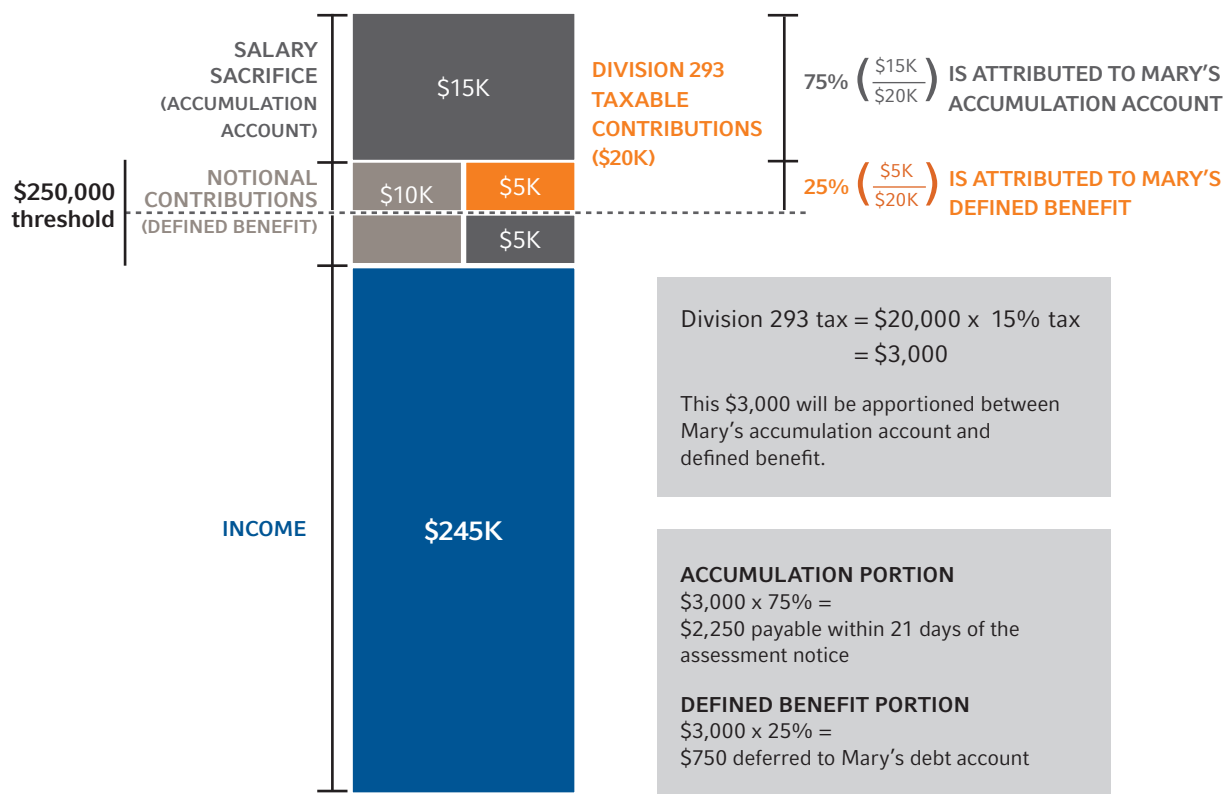 SALARY
SACRIFICE
(ACCUMULATION
ACCOUNT)
$15K
DIVISION 293
TAXABLE
CONTRIBUTIONS
($20K)
75% ($15K/$20K) IS ATTRIBUTED TO MARY'S
ACCUMULATION ACCOUNT
$250,000
threshold
NOTIONAL
CONTRIBUTIONS
(DEFINED BENEFIT)
$10K
$5K
$5K
25% ($5K/$20K) IS ATTRIBUTED TO MARY'S
DEFINED BENEFIT
INCOME
$245K
Division 293 tax = $20,000 x 15% tax
= $3,000
This $3,000 will be apportioned between
Mary's accumulation account and
defined benefit.
ACCUMULATION PORTION
$3,000 x 75% =
$2,250 payable within 21 days of the
assessment notice
DEFINED BENEFIT PORTION
$3,000 x 25% =
$750 deferred to Mary's debt account